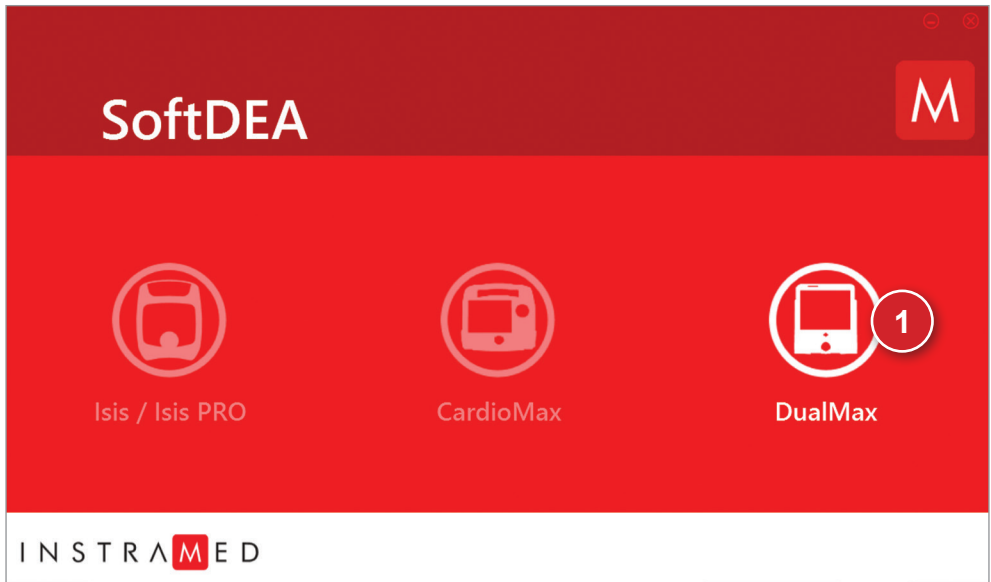 SoftDEA
M
1
Isis / Isis PRO
CardioMax
DualMax
INSTRAMED